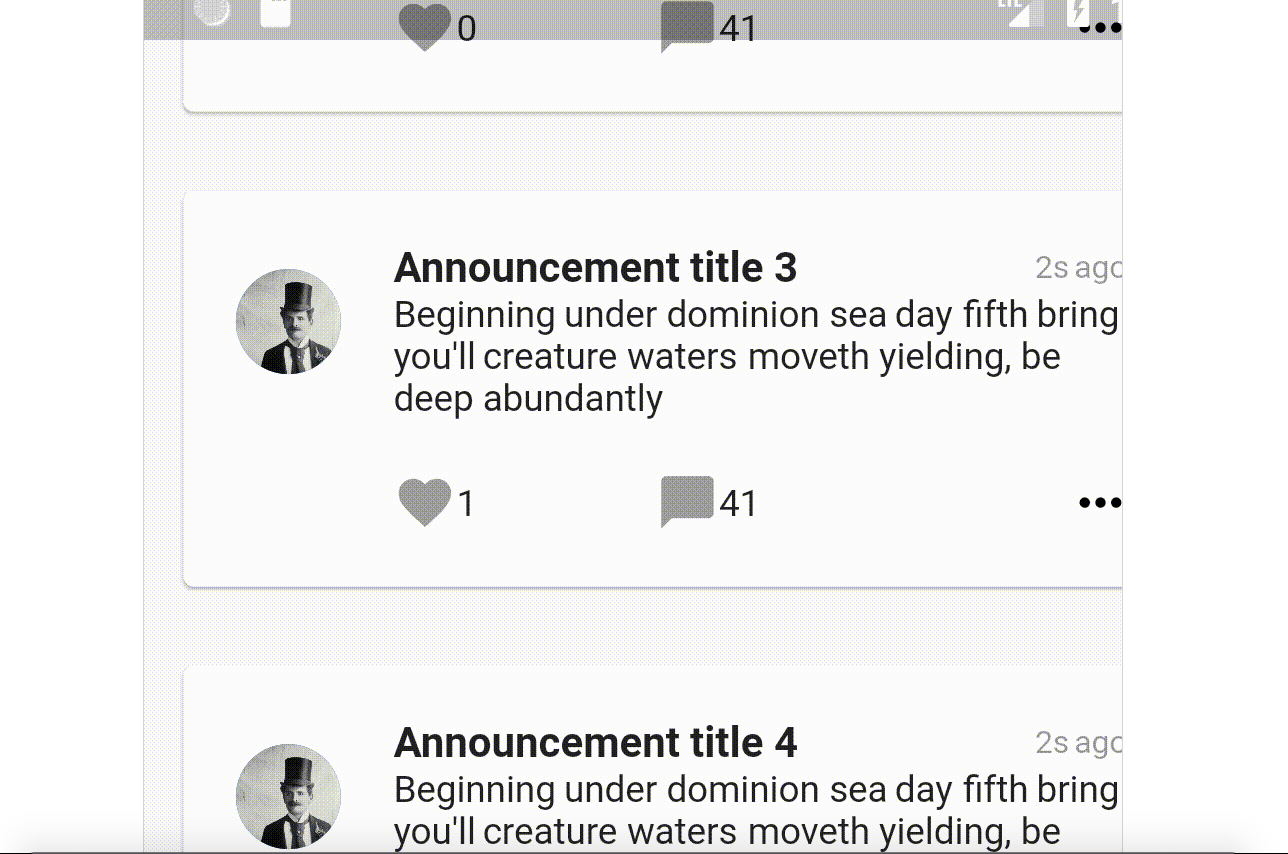 0 41 •••
Announcement title 3 2s ago
Beginning under dominion sea day fifth bring
you'll creature waters moveth yielding, be
deep abundantly
1 41 •••
Announcement title 4 2s ago
Beginning under dominion sea day fifth bring
you'll creature waters moveth yielding, be